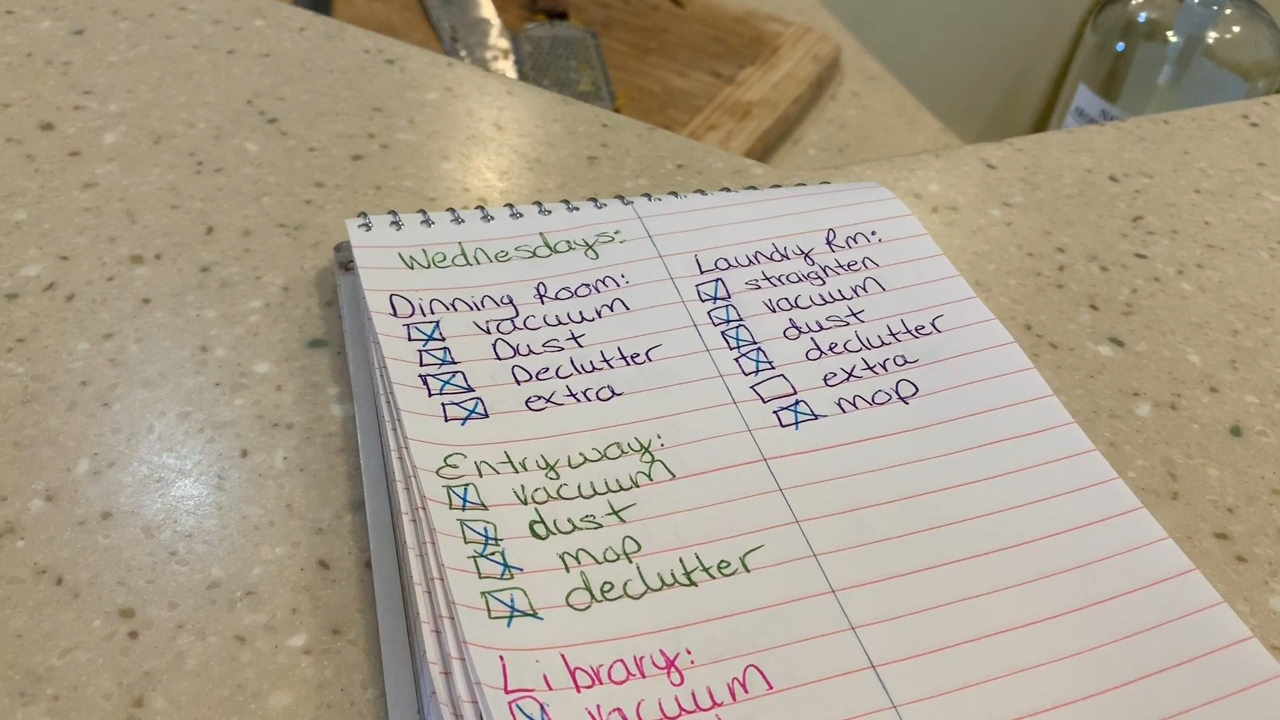 Wednesdays:
Dinning Room:
vacuum
Dust
Declutter
extra
Entryway:
vacuum
dust
mop
declutter
Library:
vacuum
Laundry Rm:
straighten
vacuum
dust
declutter
extra
mop